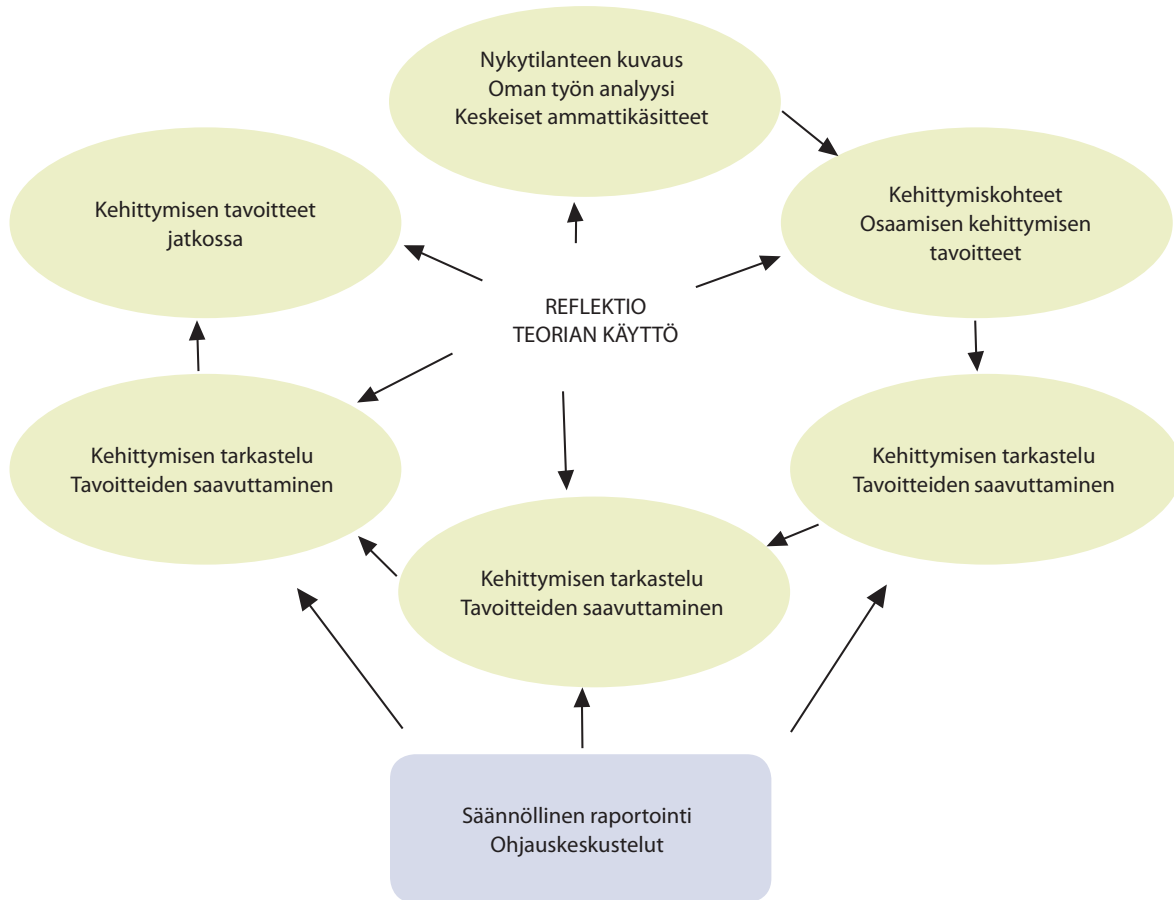 Nykytilanteen kuvaus
Oman työn analyysi
Keskeiset ammattikäsitteet
Kehittymisen tavoitteet
jatkossa
Kehittymiskohteet
Osaamisen kehittymisen
tavoitteet
REFLEKTIO
TEORIAN KÄYTTÖ
Kehittymisen tarkastelu
Tavoitteiden saavuttaminen
Kehittymisen tarkastelu
Tavoitteiden saavuttaminen
Kehittymisen tarkastelu
Tavoitteiden saavuttaminen
Säännöllinen raportointi
Ohjauskeskustelut